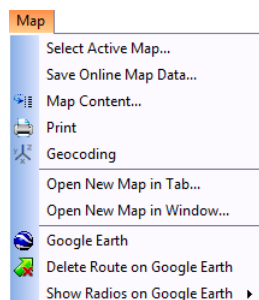 Map
Select Active Map...
Save Online Map Data...
Map Content...
Print
Geocoding
Open New Map in Tab...
Open New Map in Window...
Google Earth
Delete Route on Google Earth
Show Radios on Google Earth